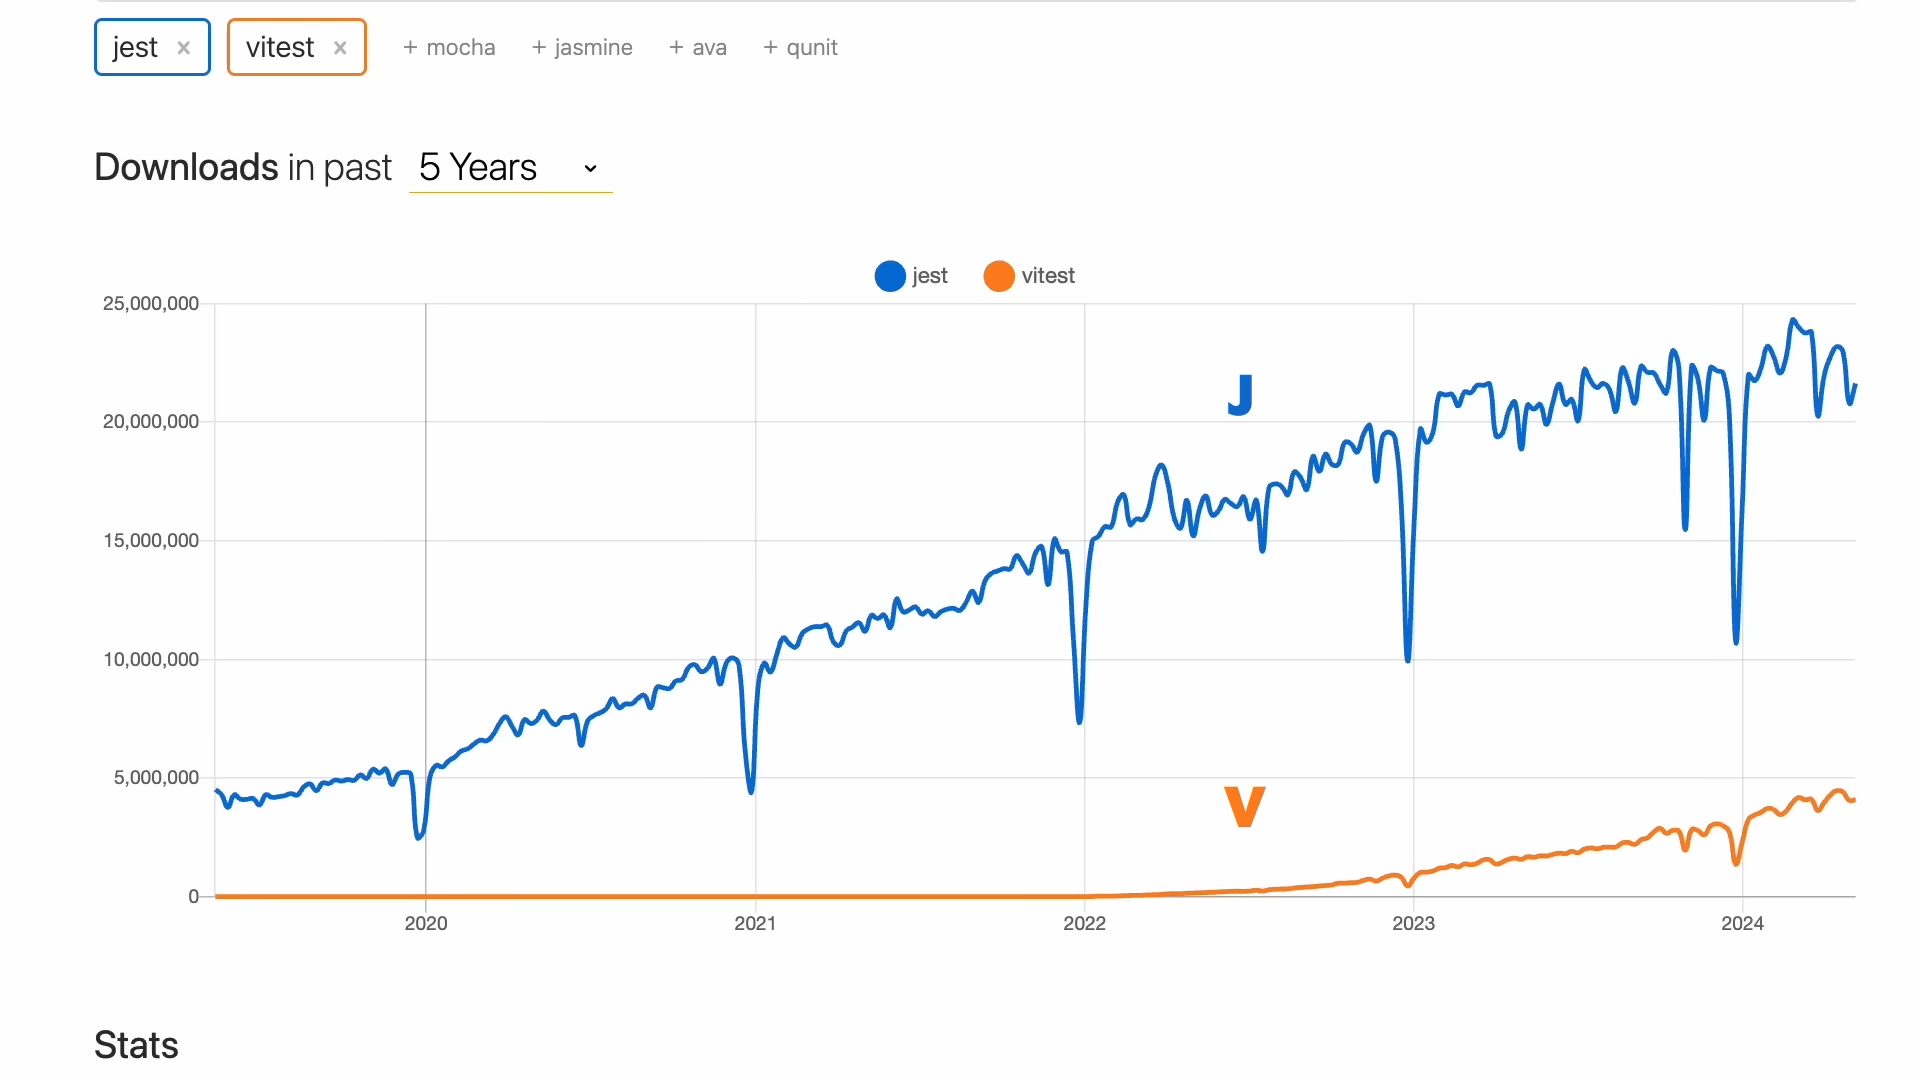 jest × vitest × + mocha + jasmine + ava + qunit
Downloads in past 5 Years
jest vitest
25,000,000
20,000,000
15,000,000
10,000,000
5,000,000
0
J
V
2020 2021 2022 2023 2024
Stats